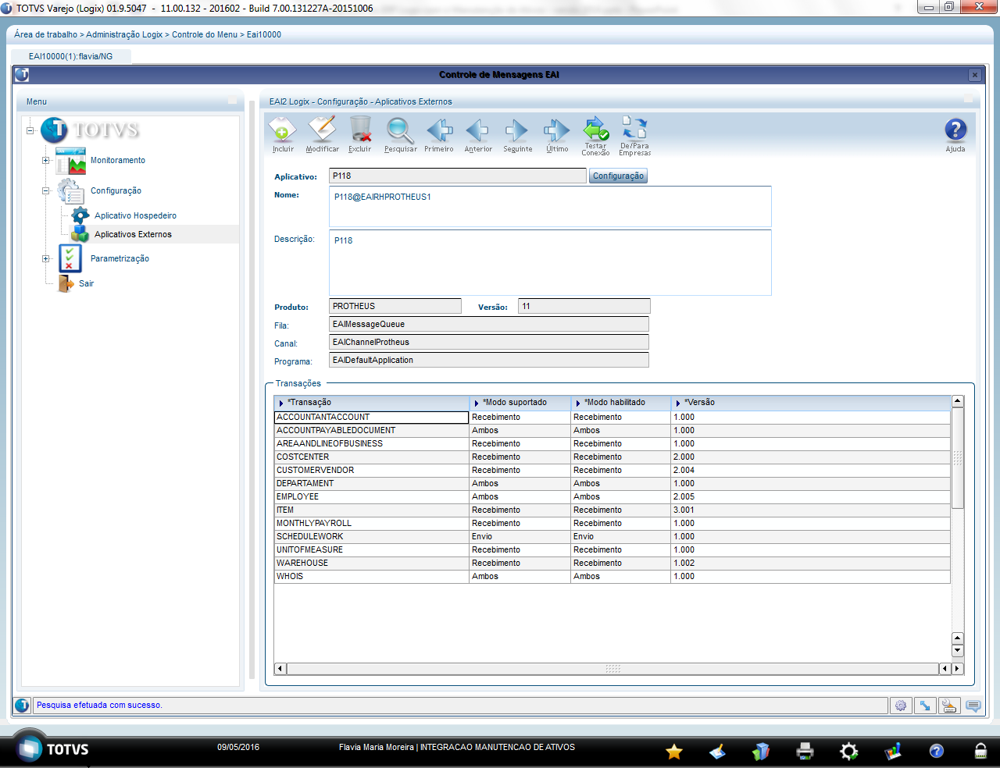 TOTVS Varejo (Logix) 01.9.5047 - 11.00.132 - 201602 - Build 7.00.131227A-20151006
Área de trabalho > Administração Logix > Controle do Menu > Eai10000
EAI10000(1):flavia/NG
Controle de Mensagens EAI
Menu
TOTVS
Monitoramento
Configuração
Aplicativo Hospedeiro
Aplicativos Externos
Parametrização
Sair
EAI2 Logix - Configuração - Aplicativos Externos
Incluir Modificar Excluir Pesquisar Primeiro Anterior Seguinte Último Testar Conexão De/Para Empresas Ajuda
Aplicativo: P118 Configuração
Nome: P118@EAIRHPROTHEUS1
Descrição: P118
Produto: PROTHEUS Versão: 11
Fila: EAIMessageQueue
Canal: EAIChannelProtheus
Programa: EAIDefaultApplication
Transações
*Transação *Modo suportado *Modo habilitado *Versão
ACCOUNTANTACCOUNT Recebimento Recebimento 1.000
ACCOUNTPAYABLEDOCUMENT Ambos Ambos 1.000
AREAANDLINEOFBUSINESS Recebimento Recebimento 1.000
COSTCENTER Recebimento Recebimento 2.000
CUSTOMERVENDOR Recebimento Recebimento 2.004
DEPARTAMENT Ambos Ambos 1.000
EMPLOYEE Ambos Ambos 2.005
ITEM Recebimento Recebimento 3.001
MONTHLYPAYROLL Recebimento Recebimento 1.000
SCHEDULEWORK Envio Envio 1.000
UNITOFMEASURE Recebimento Recebimento 1.000
WAREHOUSE Recebimento Recebimento 1.002
WHOIS Ambos Ambos 1.000
Pesquisa efetuada com sucesso.
TOTVS 09/05/2016 Flavia Maria Moreira | INTEGRACAO MANUTENCAO DE ATIVOS